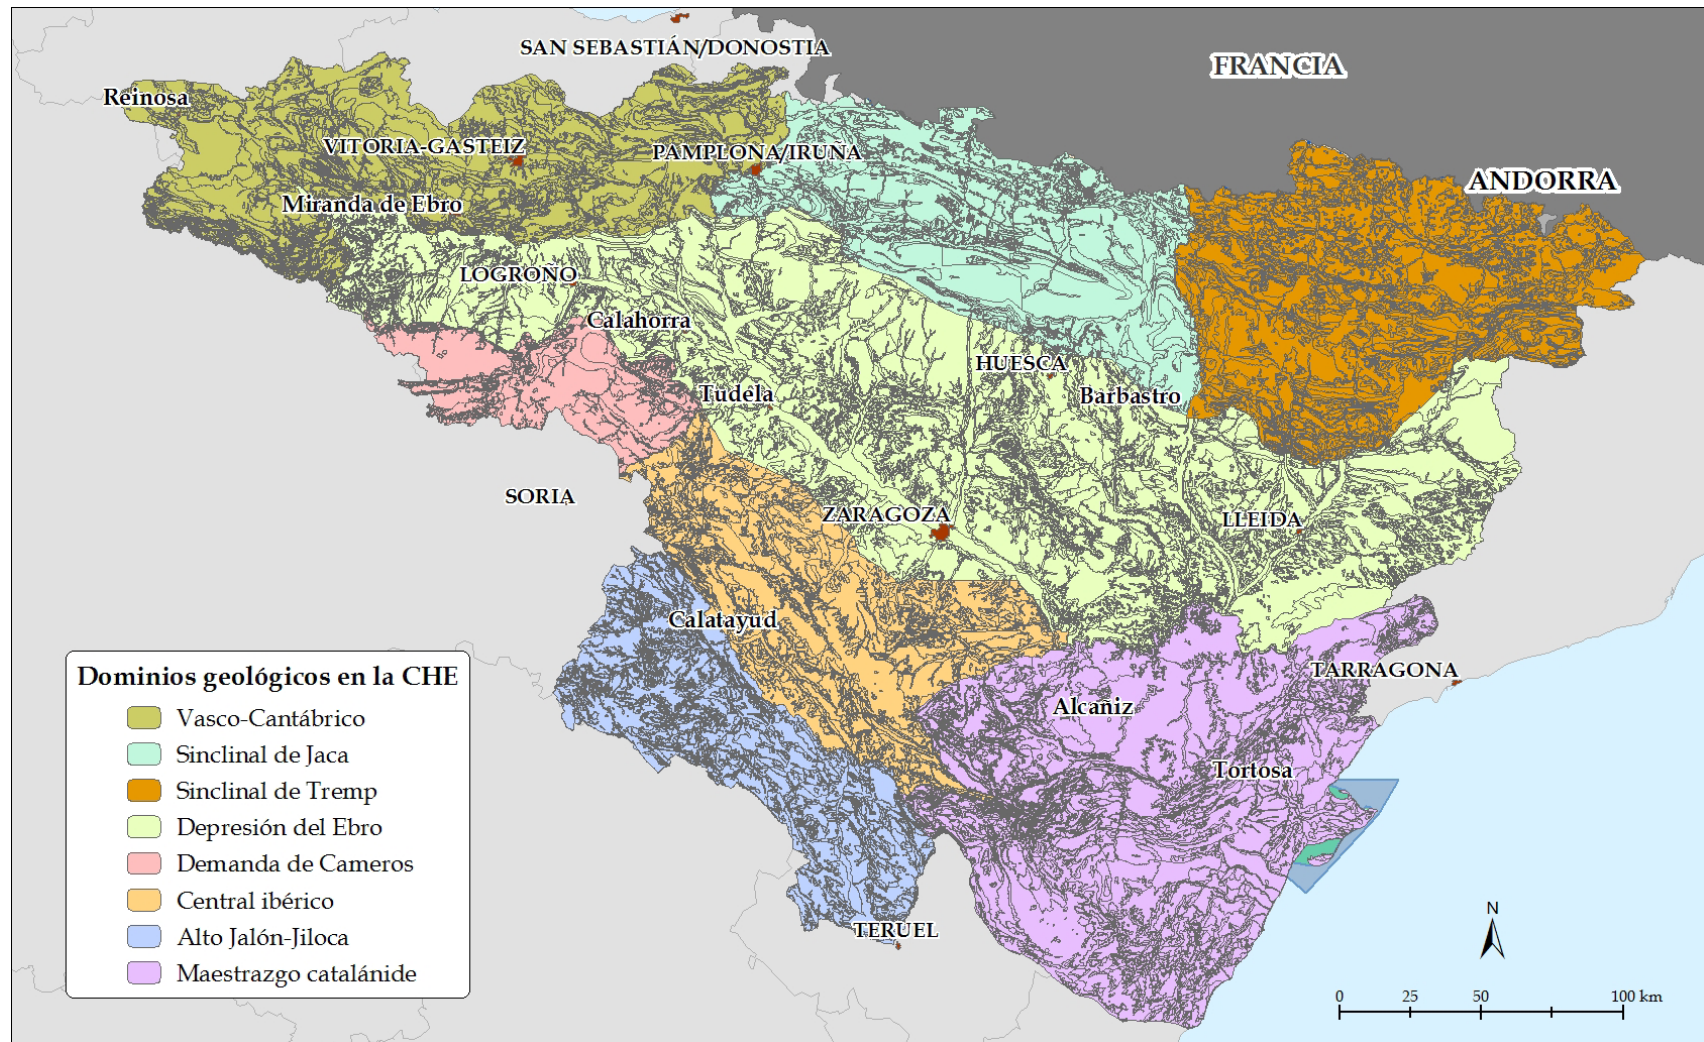 SAN SEBASTIÁN/DONOSTIA
FRANCIA
Reinosa
VITORIA-GASTEIZ
PAMPLONA/IRUÑA
ANDORRA
Miranda de Ebro
LOGROÑO
Calahorra
HUESCA
Tudela
Barbastro
SORIA
ZARAGOZA
LLEIDA
Calatayud
TARRAGONA
Alcañiz
Tortosa
TERUEL
Dominios geológicos en la CHE
Vasco-Cantábrico
Sinclinal de Jaca
Sinclinal de Tremp
Depresión del Ebro
Demanda de Cameros
Central ibérico
Alto Jalón-Jiloca
Maestrazgo catalánide
N
0 25 50 100 km